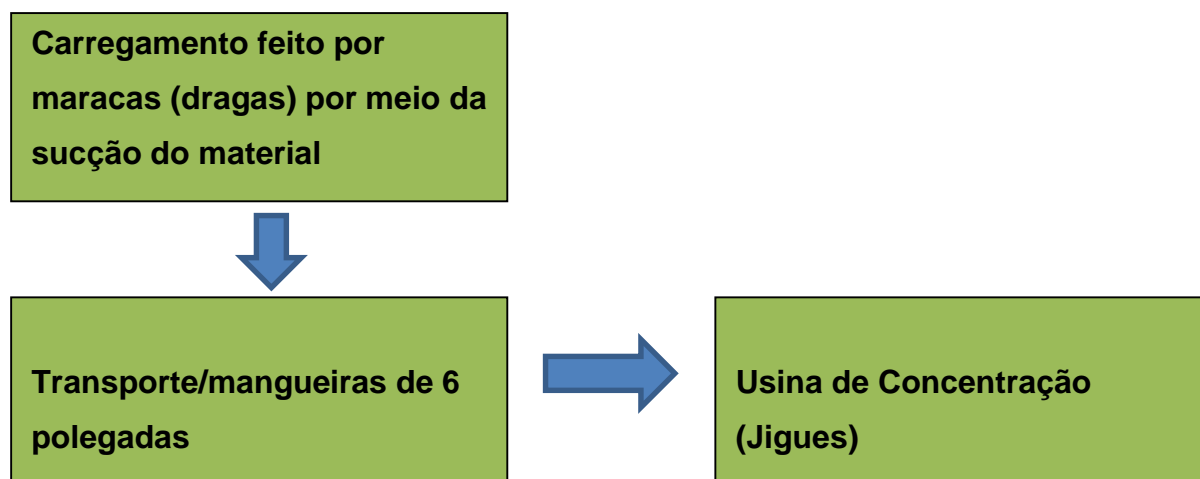 Carregamento feito por
maracas (dragas) por meio da
sucção do material
Transporte/mangueiras de 6
polegadas
Usina de Concentração
(Jigues)